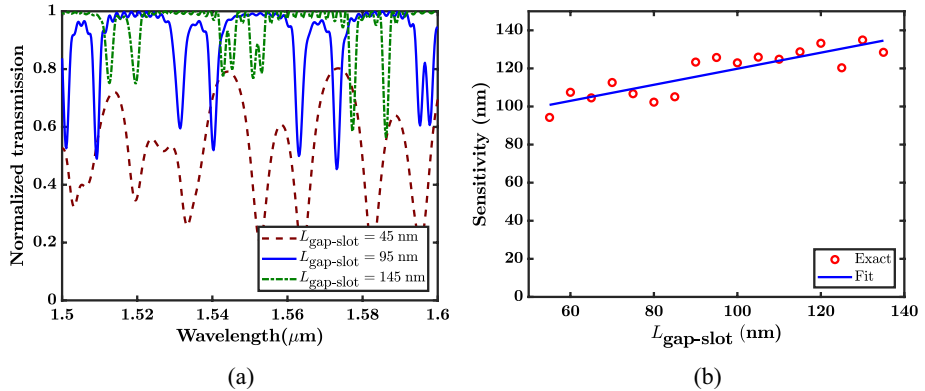 (a)
Normalized transmission
1
0.8
0.6
0.4
0.2
0
1.5 1.52 1.54 1.56 1.58 1.6
Wavelength(μm)
L_gap-slot = 45 nm
L_gap-slot = 95 nm
L_gap-slot = 145 nm
(a)
(b)
Sensitivity (nm)
140
120
100
80
60
40
20
0
60 80 100 120 140
L_gap-slot (nm)
Exact
Fit
(b)